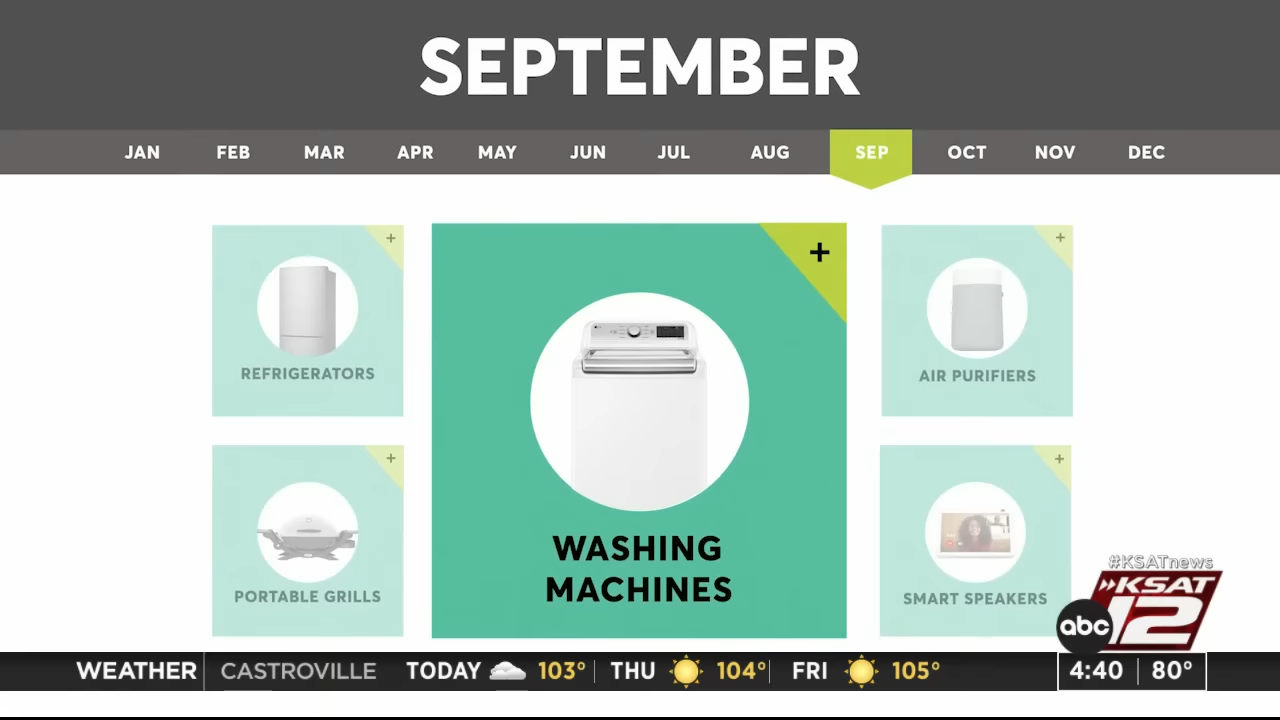 SEPTEMBER
JAN FEB MAR APR MAY JUN JUL AUG SEP OCT NOV DEC
+
REFRIGERATORS
+
WASHING
MACHINES
+
AIR PURIFIERS
+
PORTABLE GRILLS
+
SMART SPEAKERS
#KSATnews
KSAT
abc 12
WEATHER CASTROVILLE TODAY 103° THU 104° FRI 105° 4:40 80°